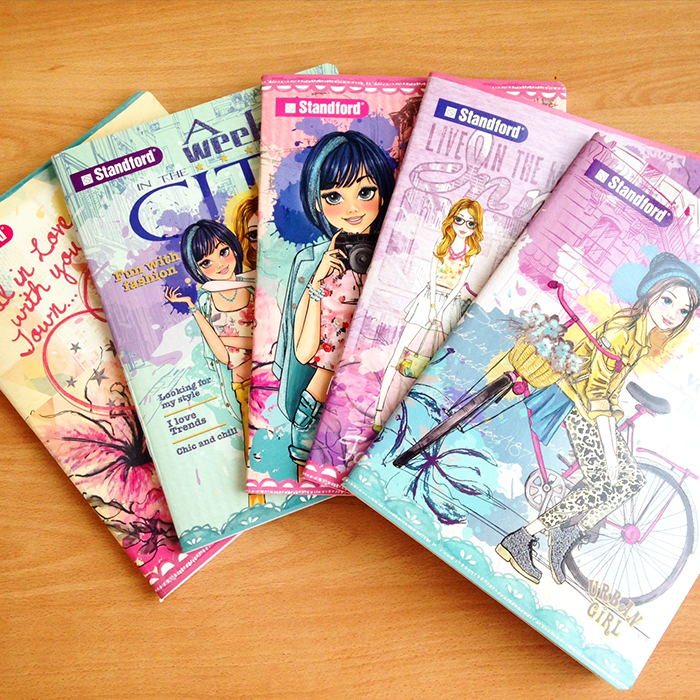 in Love
with you
Town...
Standford
A Week
IN THE
CIT
Fun with
fashion
Looking for
my style
I love
Trends
Chic and chill
Standford
Standford
LIVE IN THE
Standford
URBAN
GIRL